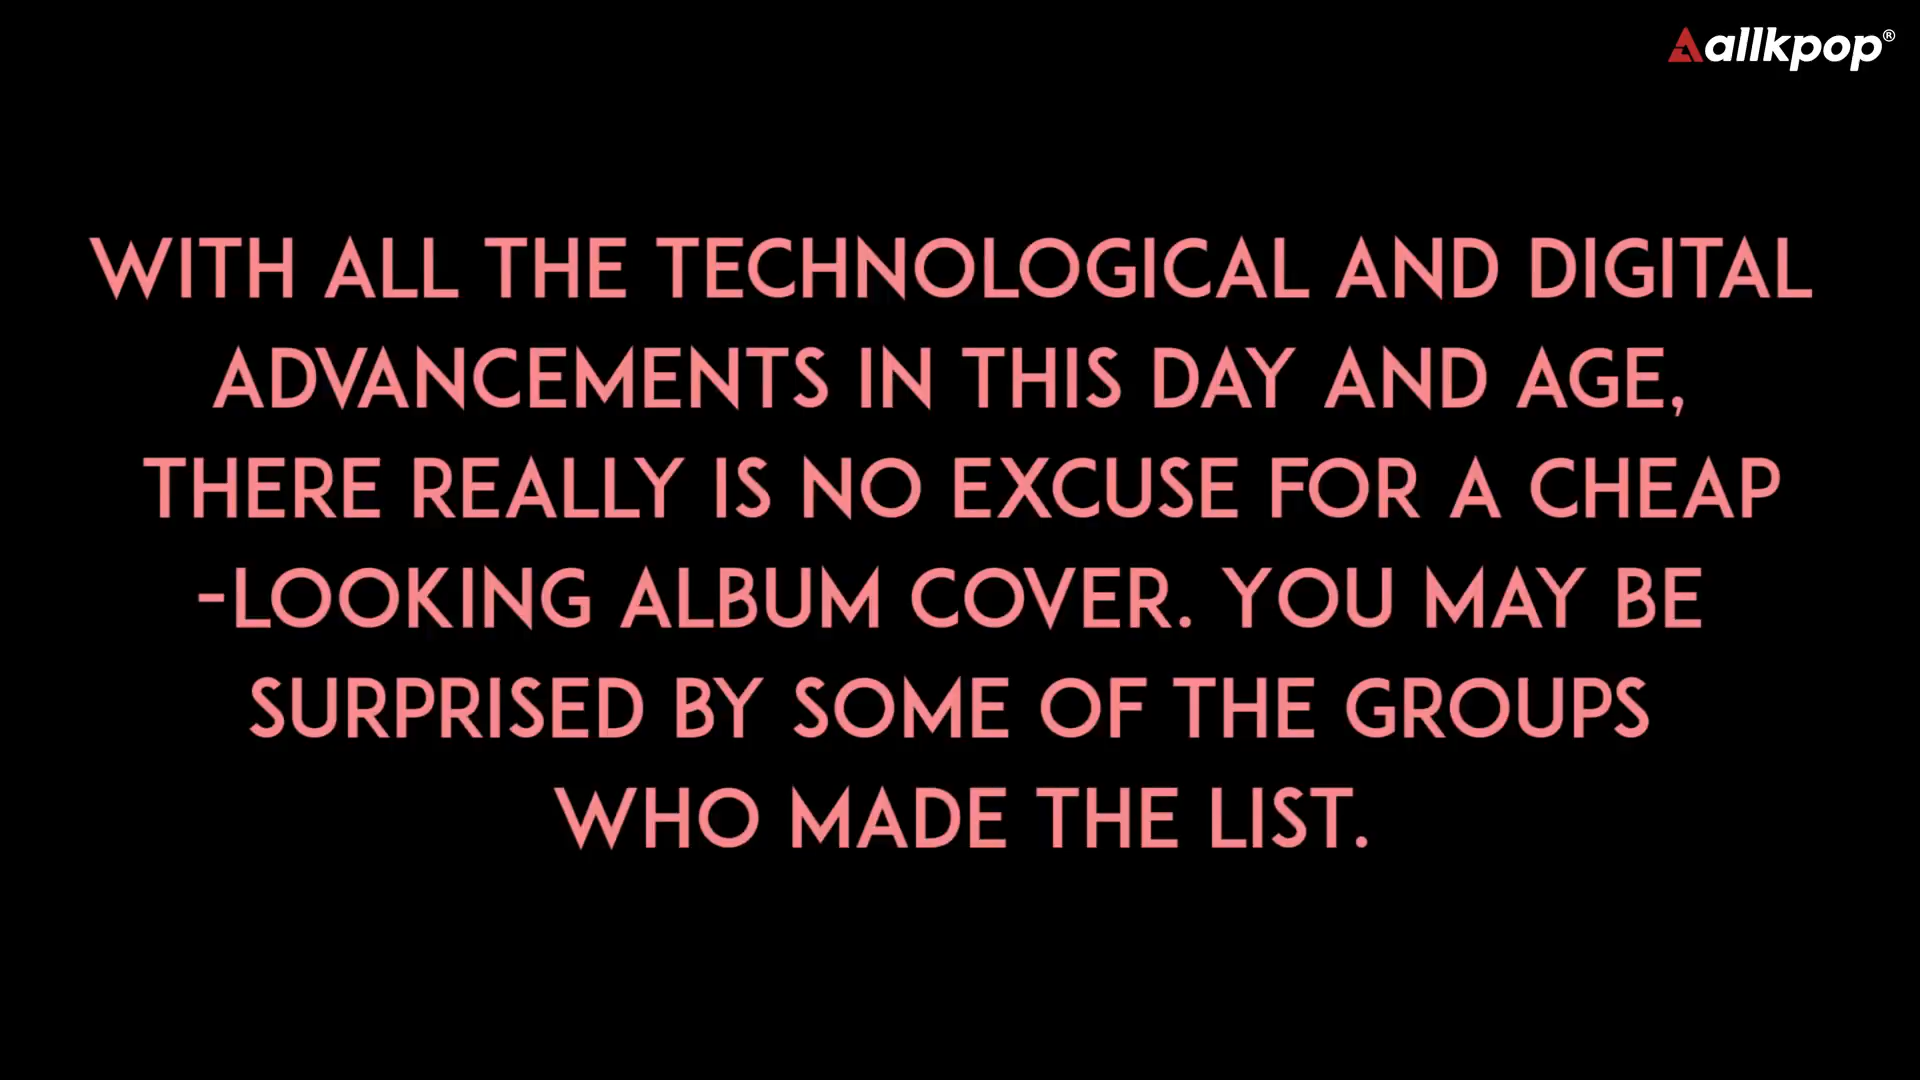 allkpop®
WITH ALL THE TECHNOLOGICAL AND DIGITAL
ADVANCEMENTS IN THIS DAY AND AGE,
THERE REALLY IS NO EXCUSE FOR A CHEAP
-LOOKING ALBUM COVER. YOU MAY BE
SURPRISED BY SOME OF THE GROUPS
WHO MADE THE LIST.